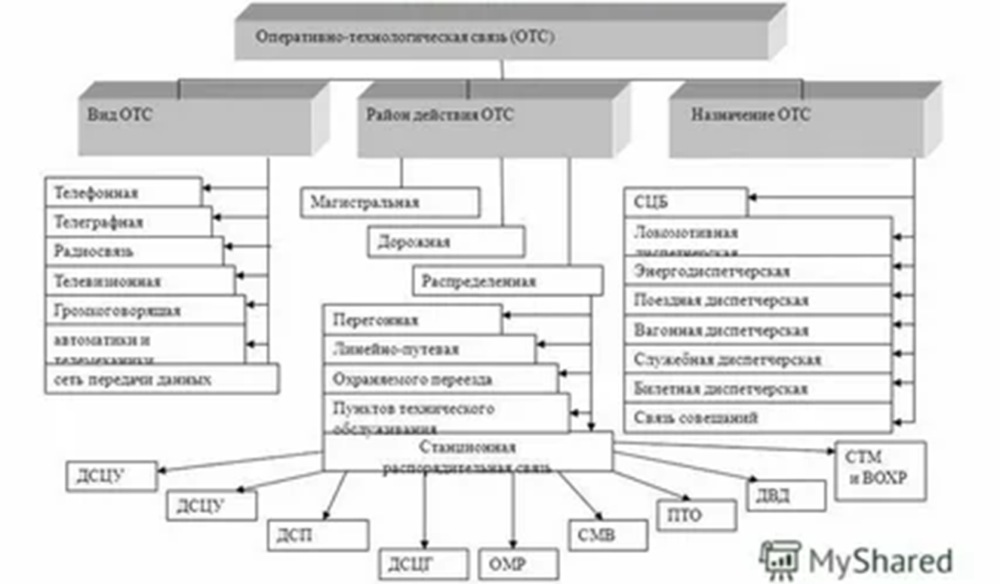 Оперативно-технологическая связь (ОТС)
Вид ОТС
Район действия ОТС
Назначение ОТС
Телефонная
Телеграфная
Радиосвязь
Телевизионная
Громкоговорящая
автоматики и
телемеханики
сеть передачи данных
Магистральная
Дорожная
Распределенная
Перегонная
Линейно-путевая
Охраняемого переезда
Пунктов технического
обслуживания
Станционная
распорядительная связь
СЦБ
Локомотивная
диспетчерская
Энергодиспетчерская
Поездная диспетчерская
Вагонная диспетчерская
Служебная диспетчерская
Билетная диспетчерская
Связь совещаний
ДСЦУ
ДСЦУ
ДСП
ДСЦГ
ОМР
СМВ
ПТО
ДВД
СТМ
и ВОХР
MyShared